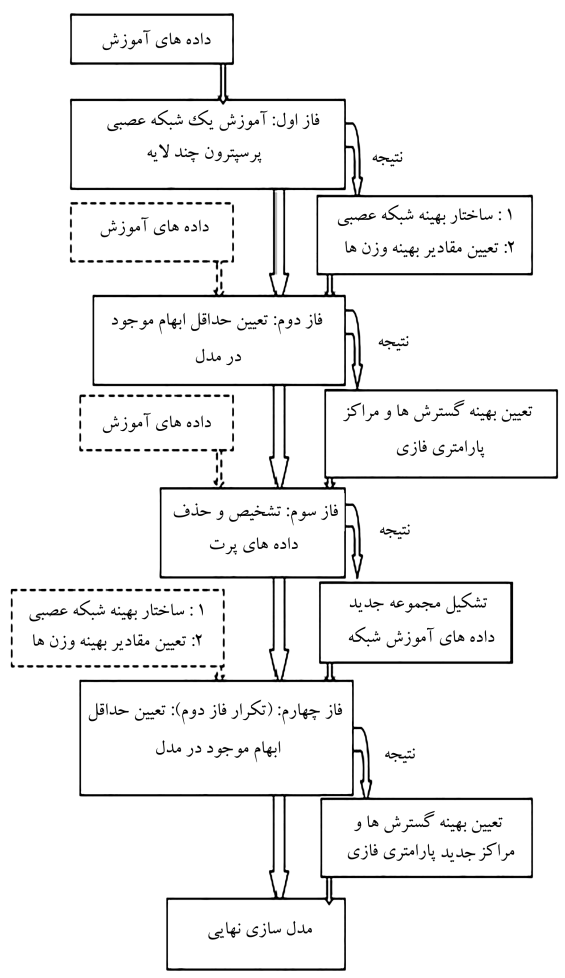 داده های آموزش
فاز اول: آموزش یک شبکه عصبی
پرسپترون چند لایه
نتیجه
۱ : ساختار بهینه شبکه عصبی
۲: تعیین مقادیر بهینه وزن ها
داده های آموزش
فاز دوم: تعیین حداقل ابهام موجود
در مدل
نتیجه
تعیین بهینه گسترش ها و مراکز
پارامتری فازی
داده های آموزش
فاز سوم: تشخیص و حذف
داده های پرت
نتیجه
تشکیل مجموعه جدید
داده های آموزش شبکه
۱ : ساختار بهینه شبکه عصبی
۲: تعیین مقادیر بهینه وزن ها
فاز چهارم: (تکرار فاز دوم): تعیین حداقل
ابهام موجود در مدل
نتیجه
تعیین بهینه گسترش ها و
مراکز جدید پارامتری فازی
مدل سازی نهایی